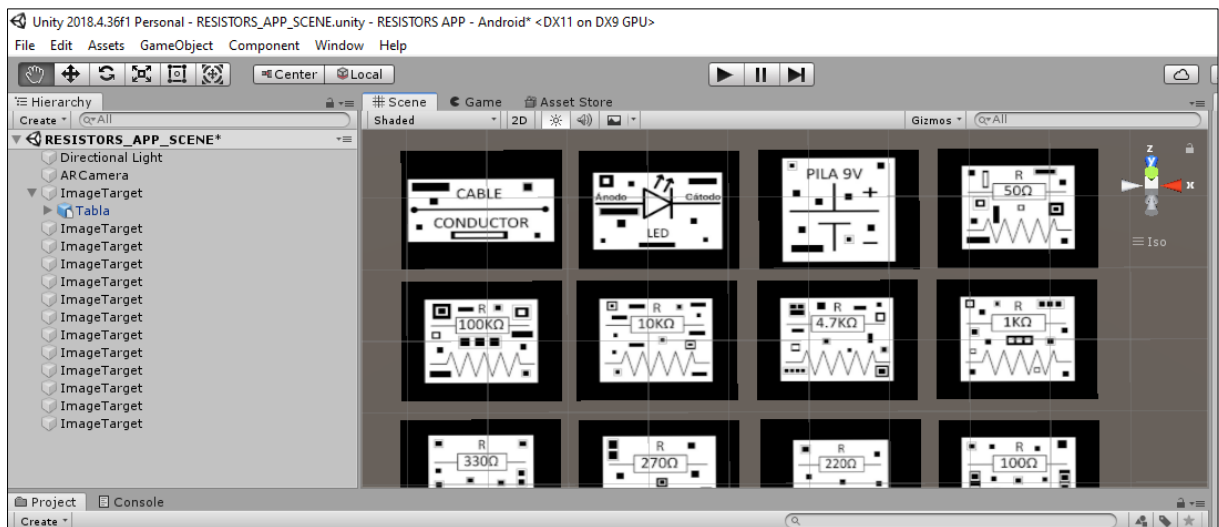 Unity 2018.4.36f1 Personal - RESISTORS_APP_SCENE.unity - RESISTORS APP - Android* <DX11 on DX9 GPU>
File Edit Assets GameObject Component Window Help
Center Local
Hierarchy
Create All
RESISTORS_APP_SCENE*
Directional Light
ARCamera
ImageTarget
Tabla
ImageTarget
ImageTarget
ImageTarget
ImageTarget
ImageTarget
ImageTarget
ImageTarget
ImageTarget
ImageTarget
ImageTarget
ImageTarget
ImageTarget
Scene Game Asset Store
Shaded 2D Gizmos All
z
y
x
Iso
CABLE
CONDUCTOR
Ánodo Cátodo
LED
PILA 9V
+
-
R
50Ω
R
100KΩ
R
10KΩ
R
4.7KΩ
R
1KΩ
R
330Ω
R
270Ω
R
220Ω
R
100Ω
Project Console
Create